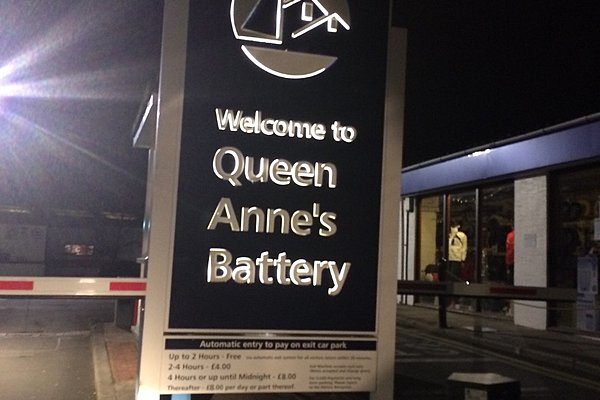 Welcome to
Queen
Anne's
Battery
Automatic entry to pay on exit car park
Up to 2 Hours - Free
2-4 Hours - £4.00
4 Hours or up until Midnight - £8.00
Thereafter - £8.00 per day or part thereof.